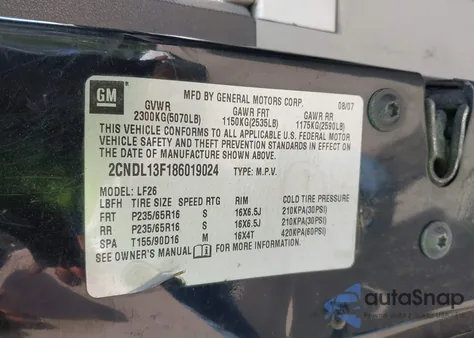 GM
MFD BY GENERAL MOTORS CORP. 08/07
GVWR GAWR FRT GAWR RR
2300KG(5070LB) 1150KG(2535LB) 1175KG(2590LB)
THIS VEHICLE CONFORMS TO ALL APPLICABLE U.S. FEDERAL MOTOR
VEHICLE SAFETY AND THEFT PREVENTION STANDARDS IN EFFECT ON
THE DATE OF MANUFACTURE SHOWN ABOVE.
2CNDL13F186019024 TYPE: M.P.V.
MODEL: LF26
LBFH TIRE SIZE SPEED RTG RIM COLD TIRE PRESSURE
FRT P235/65R16 S 16X6.5J 210KPA(30PSI)
RR P235/65R16 S 16X6.5J 210KPA(30PSI)
SPA T155/90D16 M 16X4T 420KPA(60PSI)
SEE OWNER'S MANUAL FOR MORE INFORMATION.
autoSnap